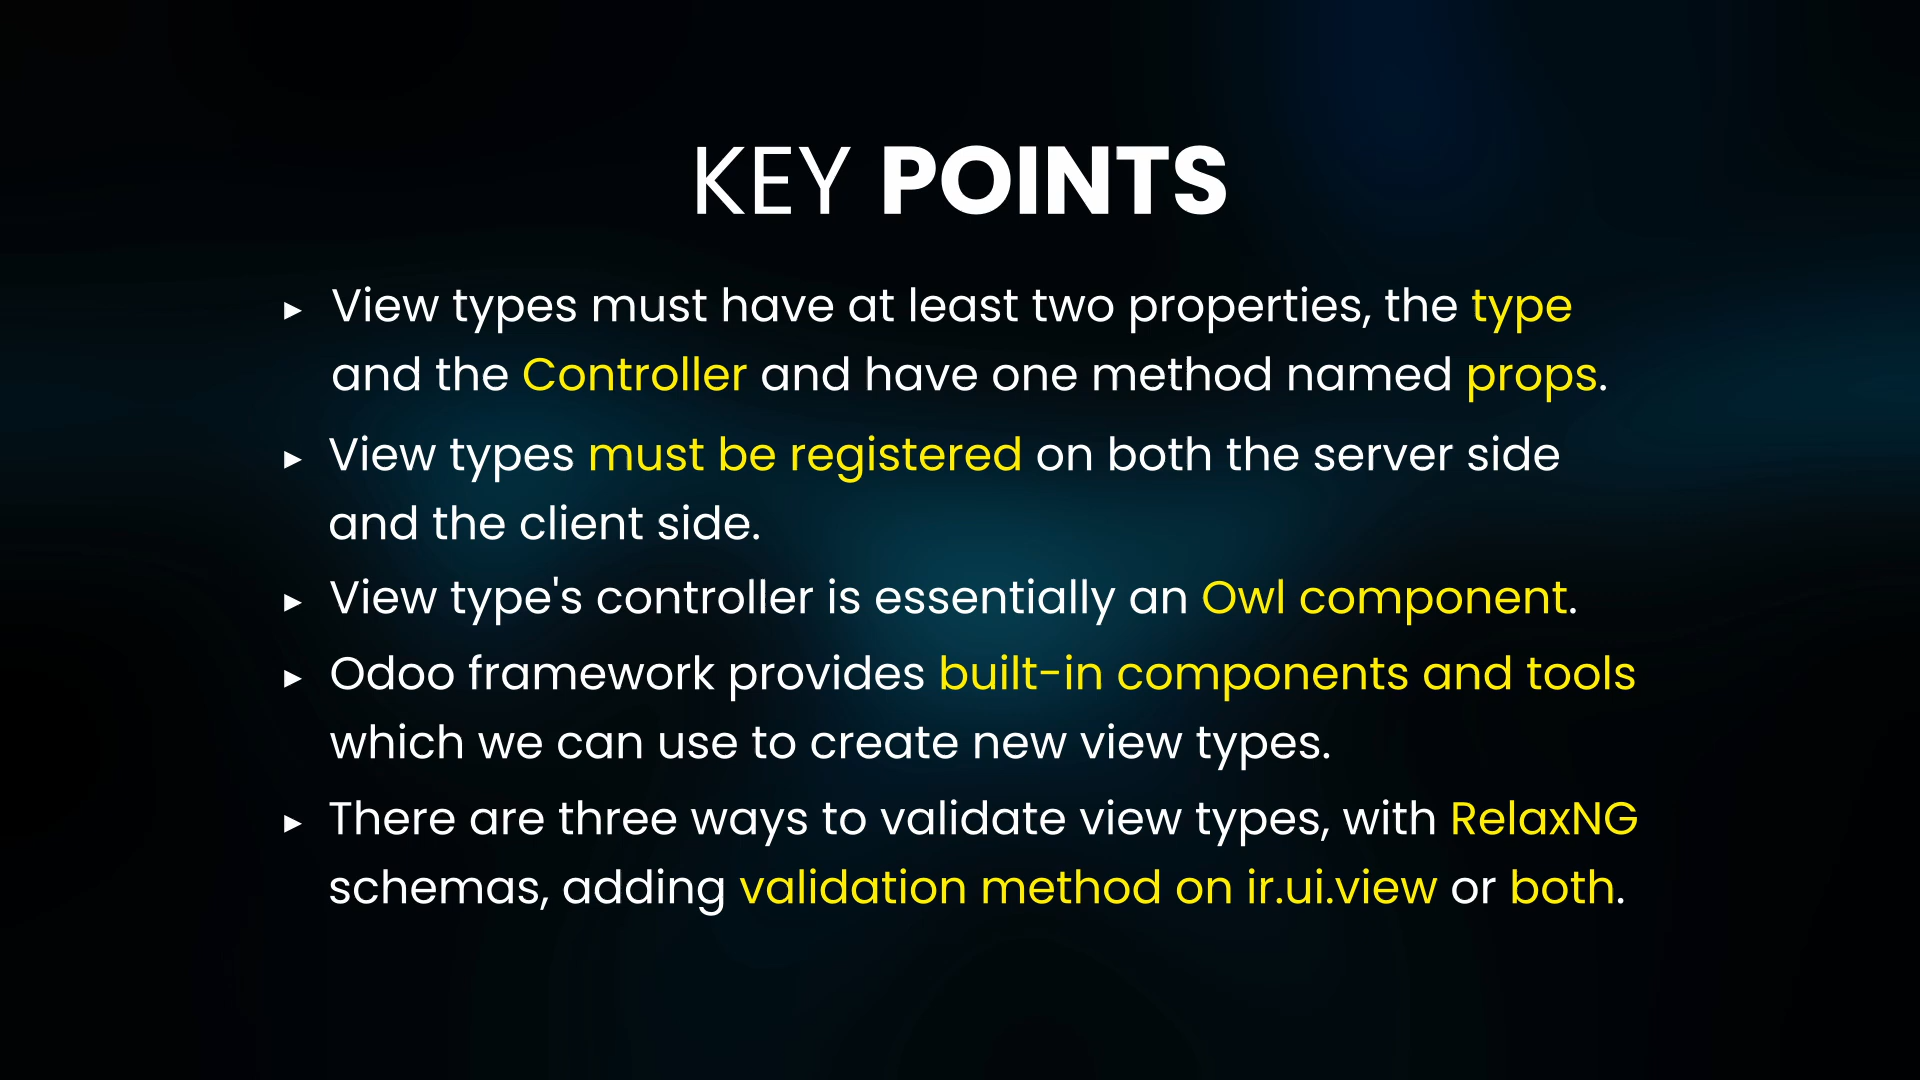 KEY POINTS
▸ View types must have at least two properties, the type
and the Controller and have one method named props.
▸ View types must be registered on both the server side
and the client side.
▸ View type's controller is essentially an Owl component.
▸ Odoo framework provides built-in components and tools
which we can use to create new view types.
▸ There are three ways to validate view types, with RelaxNG
schemas, adding validation method on ir.ui.view or both.